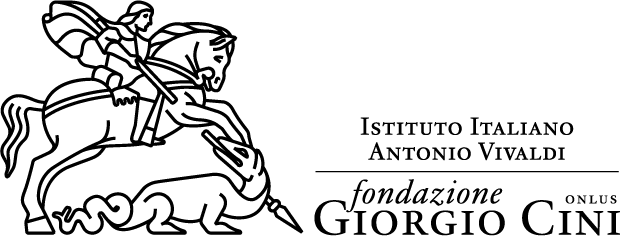 Istituto Italiano
Antonio Vivaldi
fondazione
ONLUS
GIORGIO CINI